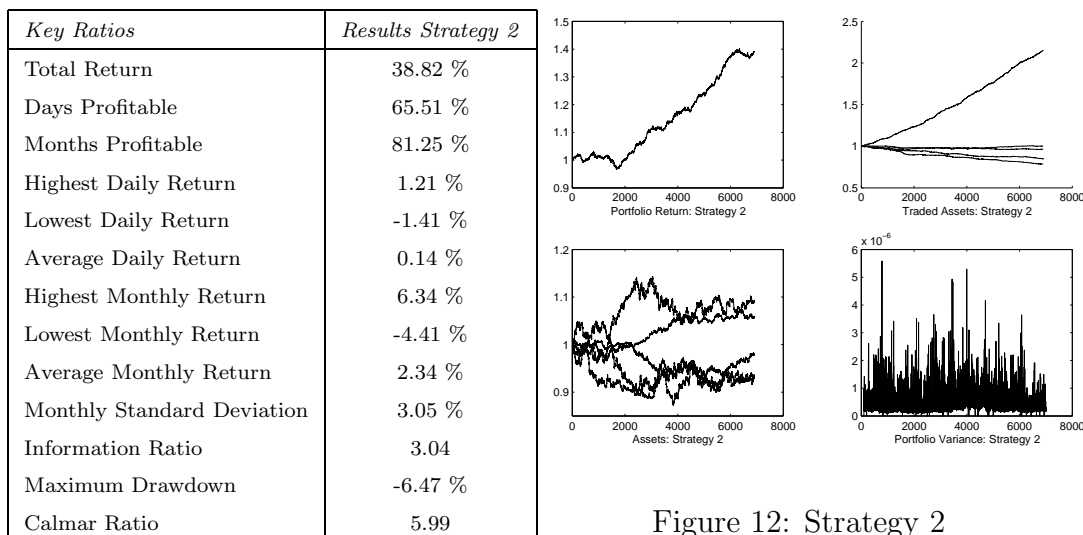 Key Ratios Results Strategy 2
Total Return 38.82 %
Days Profitable 65.51 %
Months Profitable 81.25 %
Highest Daily Return 1.21 %
Lowest Daily Return -1.41 %
Average Daily Return 0.14 %
Highest Monthly Return 6.34 %
Lowest Monthly Return -4.41 %
Average Monthly Return 2.34 %
Monthly Standard Deviation 3.05 %
Information Ratio 3.04
Maximum Drawdown -6.47 %
Calmar Ratio 5.99
1.5
1.4
1.3
1.2
1.1
1
0.9
0 2000 4000 6000 8000
Portfolio Return: Strategy 2
2.5
2
1.5
1
0.5
0 2000 4000 6000 8000
Traded Assets: Strategy 2
1.2
1.1
1
0.9
0 2000 4000 6000 8000
Assets: Strategy 2
x 10⁻⁶
6
5
4
3
2
1
0
0 2000 4000 6000 8000
Portfolio Variance: Strategy 2
Figure 12: Strategy 2